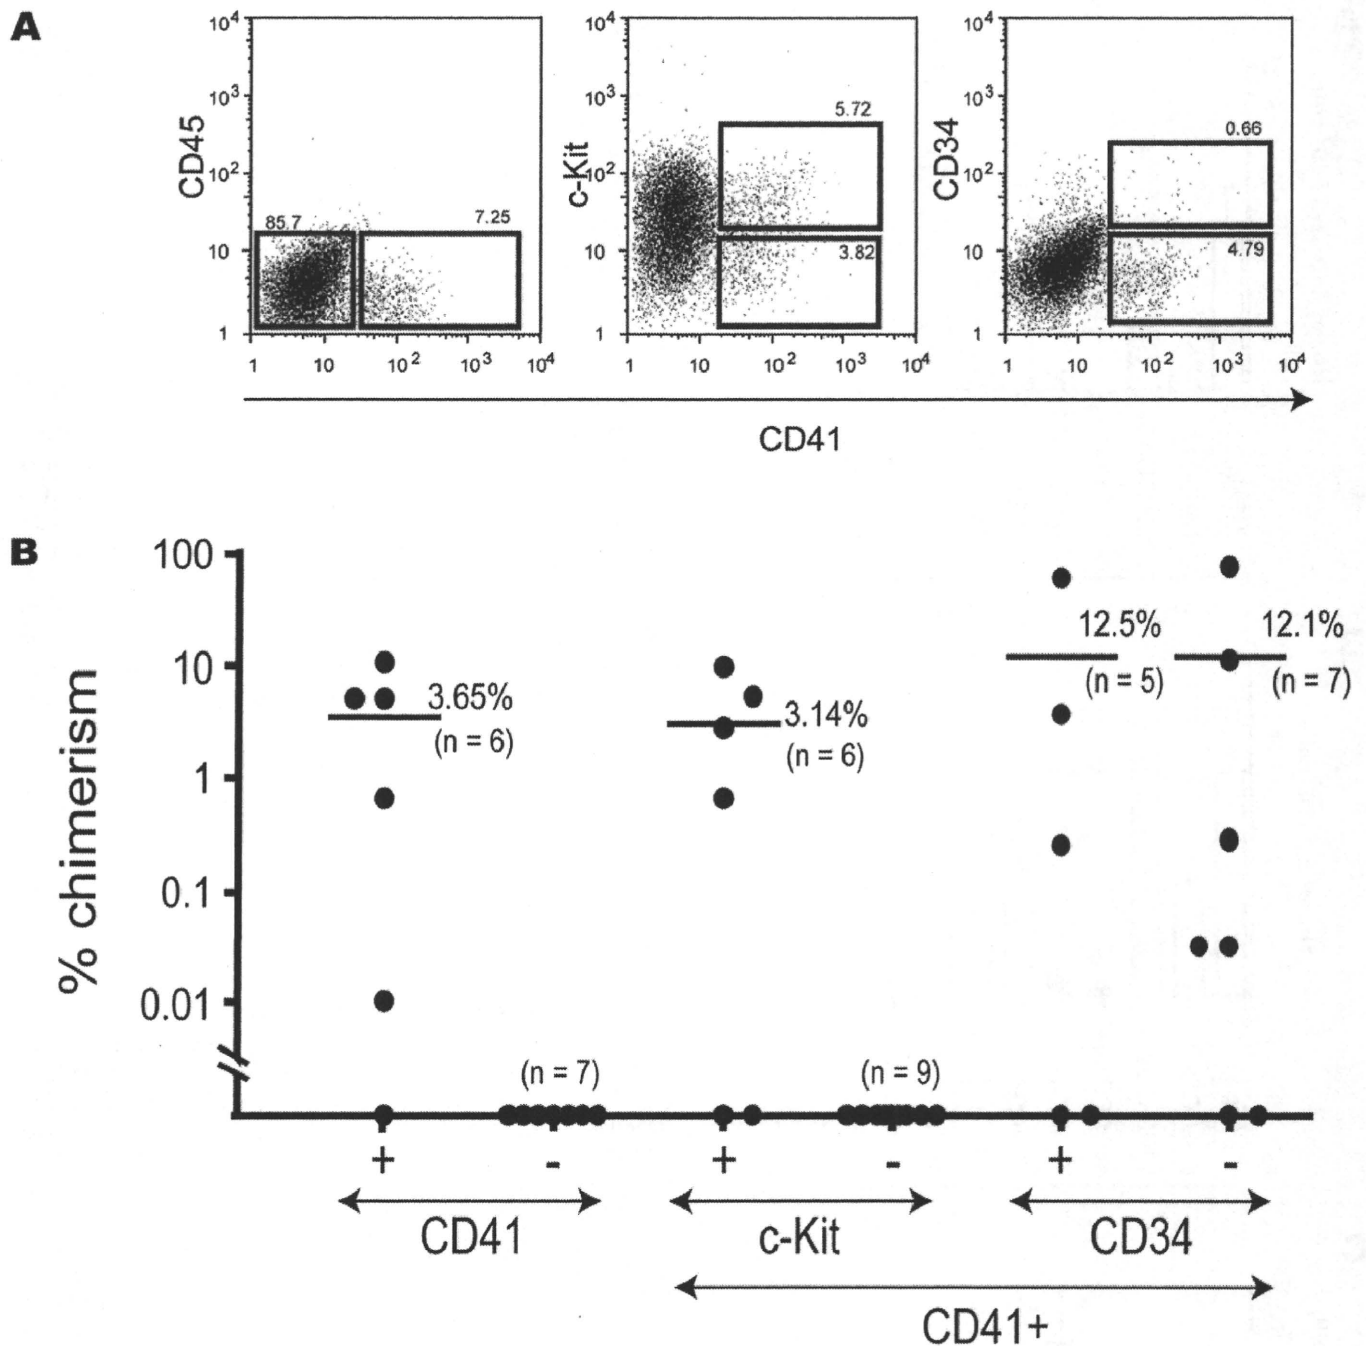 A
10⁴ 10⁴ 10⁴
10³ 10³ 10³
5.72
0.66
CD45 c-Kit CD34
10² 10² 10²
85.7 7.25
10 10 10
3.82 4.79
1 1 1
1 10 10² 10³ 10⁴ 1 10 10² 10³ 10⁴ 1 10 10² 10³ 10⁴
CD41
B
100
12.5% 12.1%
10
(n = 5) (n = 7)
3.65% 3.14%
(n = 6) (n = 6)
1
% chimerism
0.1
0.01
(n = 7) (n = 9)
+ - + - + -
CD41 c-Kit CD34
CD41+